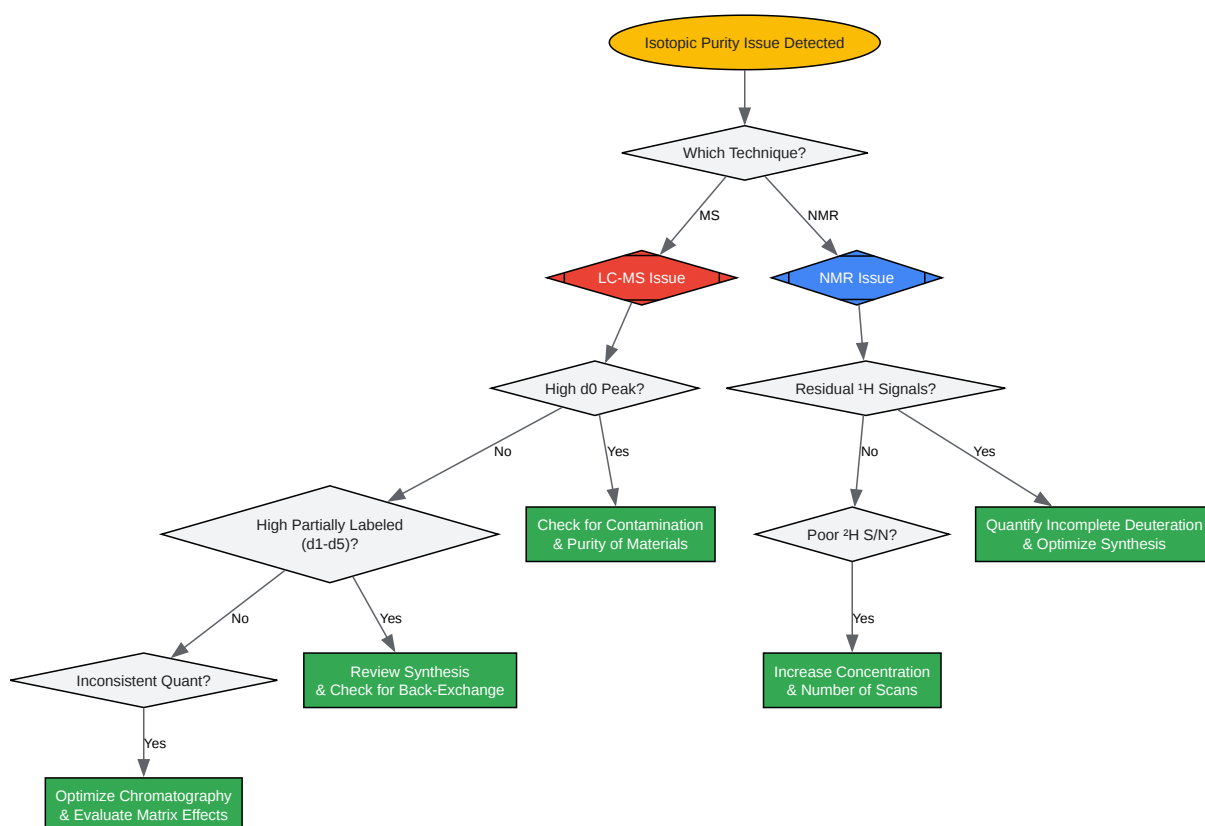 Isotopic Purity Issue Detected
Which Technique?
MS
NMR
LC-MS Issue
NMR Issue
High d0 Peak?
Residual ¹H Signals?
No
Yes
No
Yes
High Partially Labeled
(d1-d5)?
Check for Contamination
& Purity of Materials
Poor ²H S/N?
Quantify Incomplete Deuteration
& Optimize Synthesis
No
Yes
Yes
Inconsistent Quant?
Review Synthesis
& Check for Back-Exchange
Increase Concentration
& Number of Scans
Yes
Optimize Chromatography
& Evaluate Matrix Effects